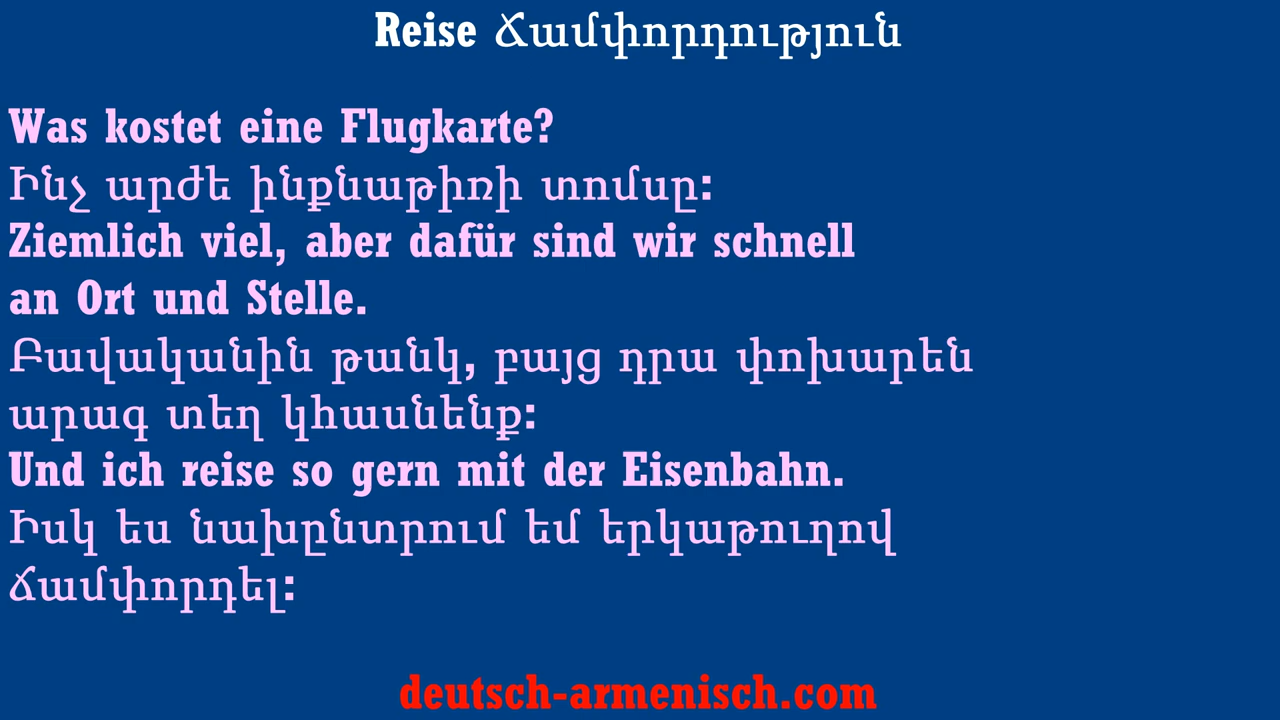 Reise Ճամփորդություն
Was kostet eine Flugkarte?
Ինչ արժե ինքնաթիռի տոմսը:
Ziemlich viel, aber dafür sind wir schnell
an Ort und Stelle.
Բավականին թանկ, բայց դրա փոխարեն
արագ տեղ կհասնենք:
Und ich reise so gern mit der Eisenbahn.
Իսկ ես նախընտրում եմ երկաթուղով
Ճամփորդել:
deutsch-armenisch.com